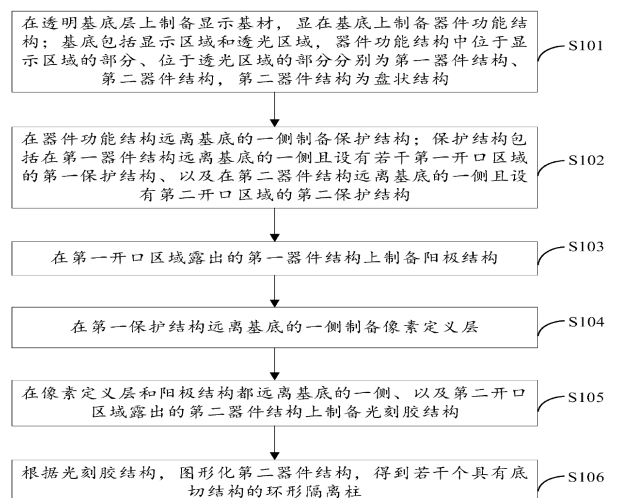 在透明基底层上制备显示基材，显在基底上制备器件功能结
构；基底包括显示区域和透光区域，器件功能结构中位于显
示区域的部分、位于透光区域的部分分别为第一器件结构、
第二器件结构，第二器件结构为盘状结构
S101
在器件功能结构远离基底的一侧制备保护结构；保护结构包
括在第一器件结构远离基底的一侧且设有若干第一开口区域
的第一保护结构、以及在第二器件结构远离基底的一侧且设
有第二开口区域的第二保护结构
S102
在第一开口区域露出的第一器件结构上制备阳极结构
S103
在第一保护结构远离基底的一侧制备像素定义层
S104
在像素定义层和阳极结构都远离基底的一侧、以及第二开口
区域露出的第二器件结构上制备光刻胶结构
S105
根据光刻胶结构，图形化第二器件结构，得到若干个具有底
切结构的环形隔离柱
S106